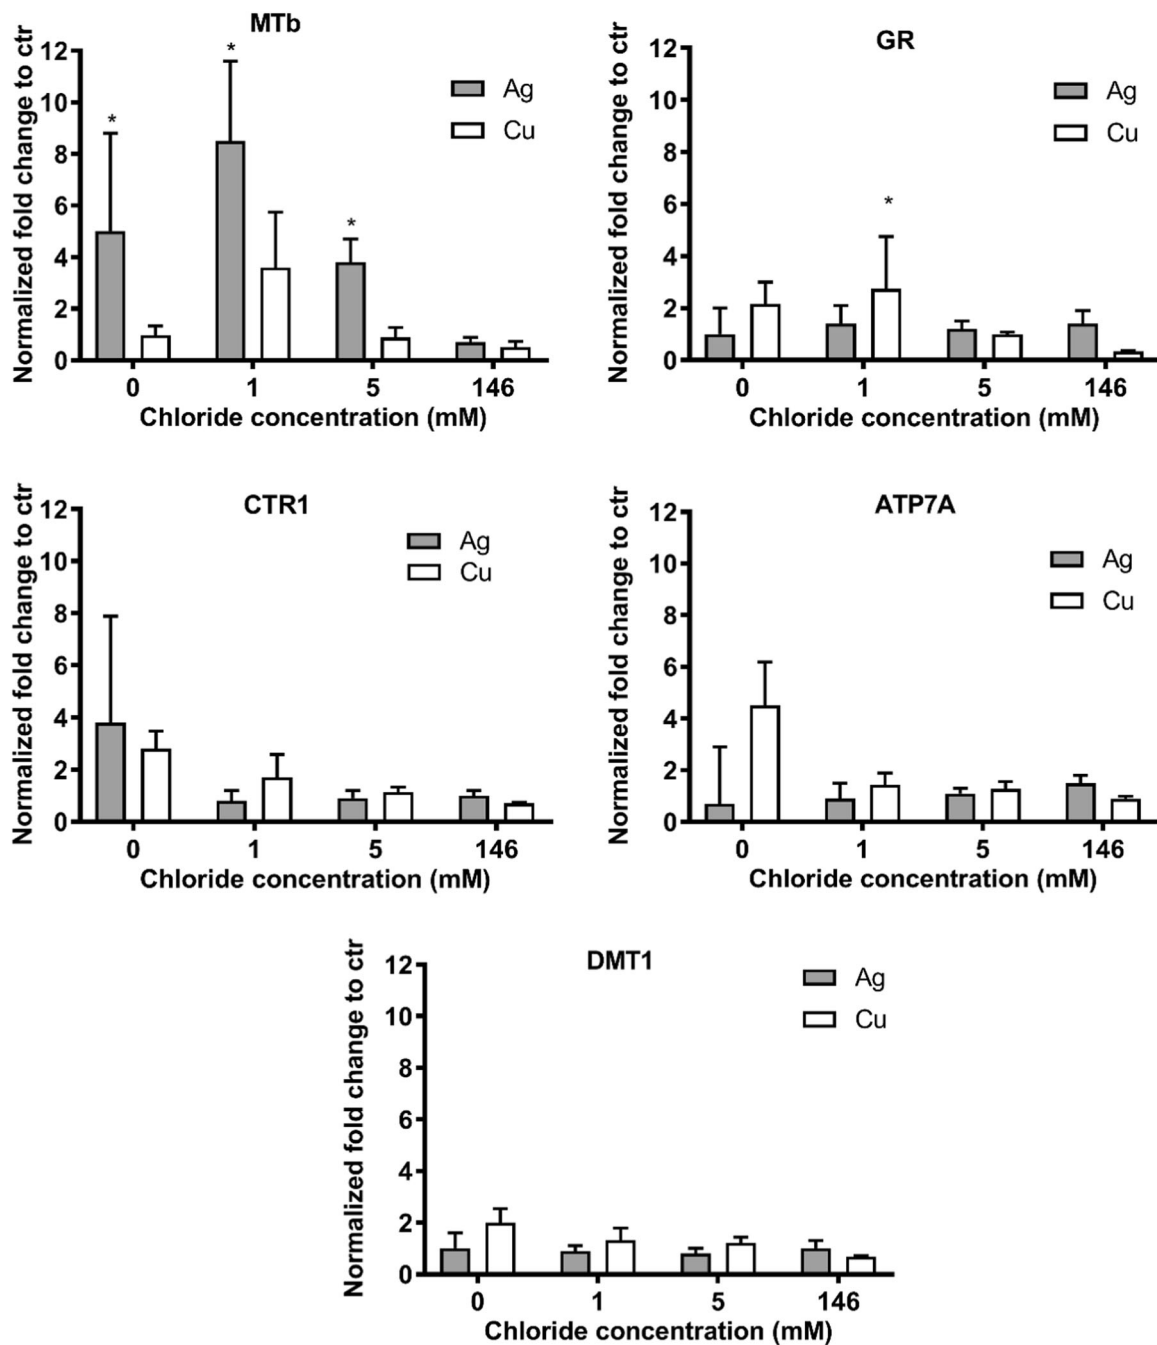 MTb
Normalized fold change to ctr
12
10
8
6
4
2
0
* * *
Ag
Cu
0 1 5 146
Chloride concentration (mM)
GR
Normalized fold change to ctr
12
10
8
6
4
2
0
*
Ag
Cu
0 1 5 146
Chloride concentration (mM)
CTR1
Normalized fold change to ctr
12
10
8
6
4
2
0
Ag
Cu
0 1 5 146
Chloride concentration (mM)
ATP7A
Normalized fold change to ctr
12
10
8
6
4
2
0
Ag
Cu
0 1 5 146
Chloride concentration (mM)
DMT1
Normalized fold change to ctr
12
10
8
6
4
2
0
Ag
Cu
0 1 5 146
Chloride concentration (mM)